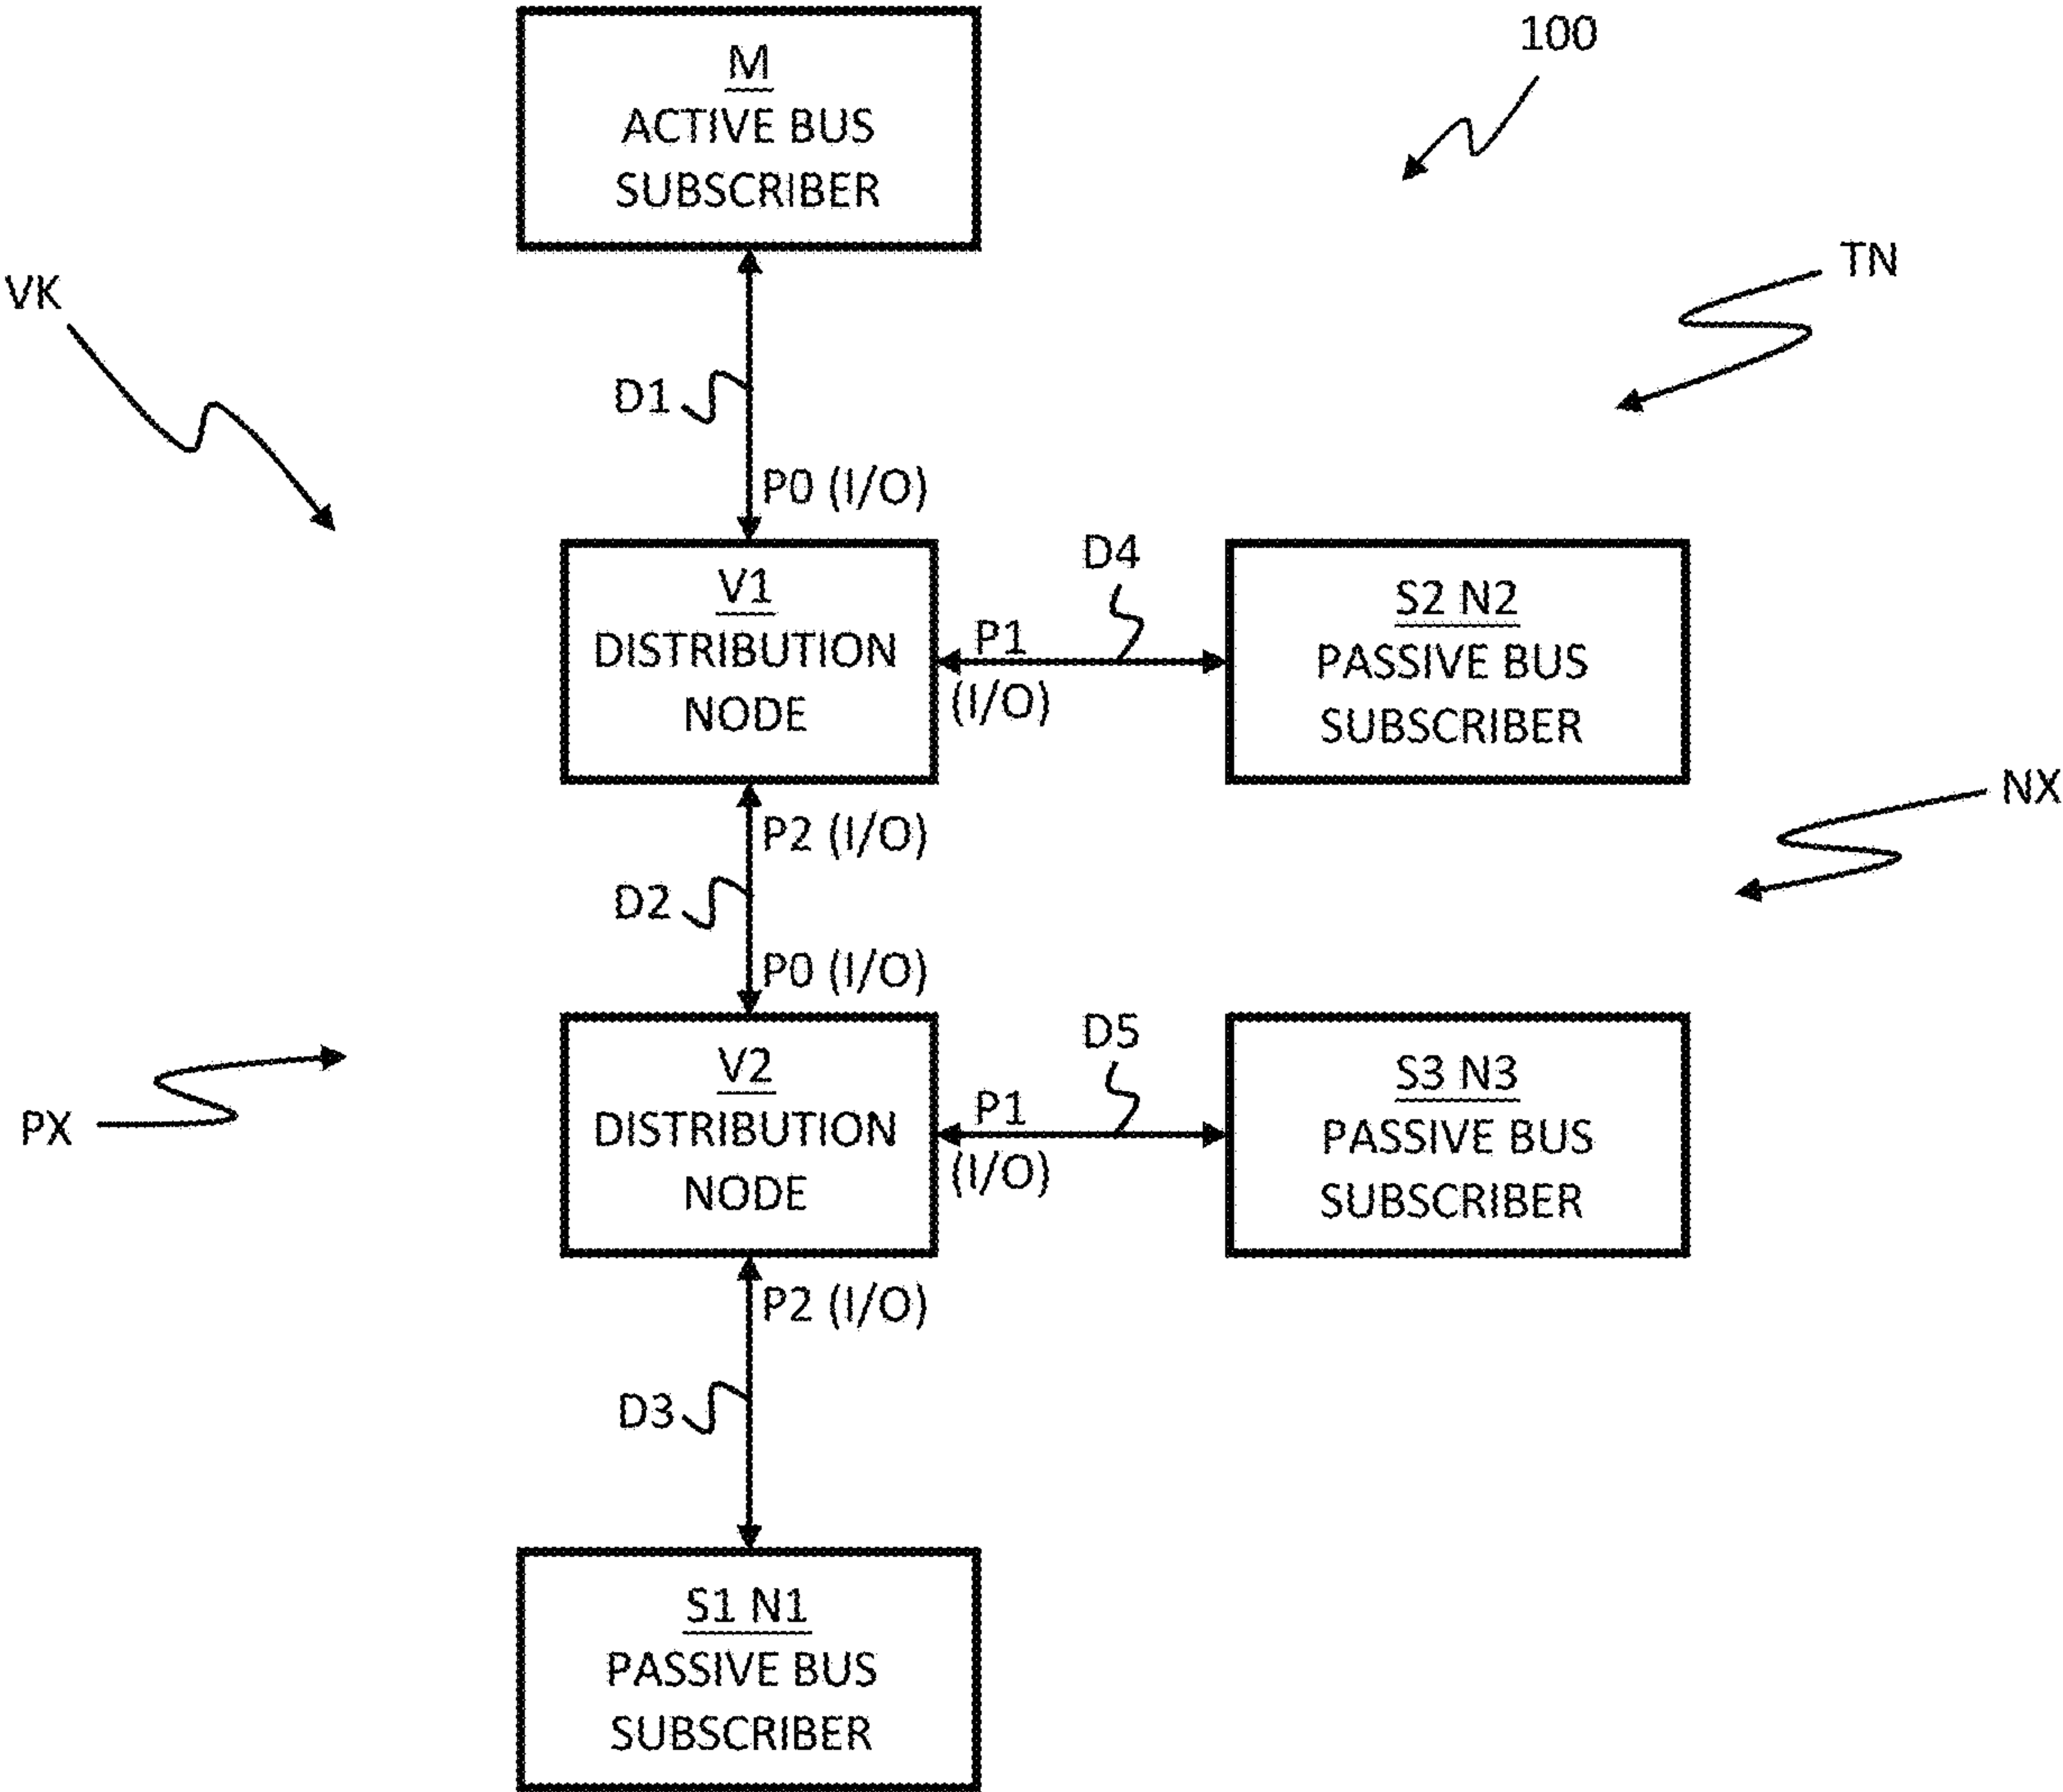 M
ACTIVE BUS
SUBSCRIBER
100
TN
VK
D1
P0 (I/O)
V1
DISTRIBUTION
NODE
D4
P1
(I/O)
S2 N2
PASSIVE BUS
SUBSCRIBER
NX
P2 (I/O)
D2
P0 (I/O)
V2
DISTRIBUTION
NODE
D5
P1
(I/O)
S3 N3
PASSIVE BUS
SUBSCRIBER
PX
P2 (I/O)
D3
S1 N1
PASSIVE BUS
SUBSCRIBER